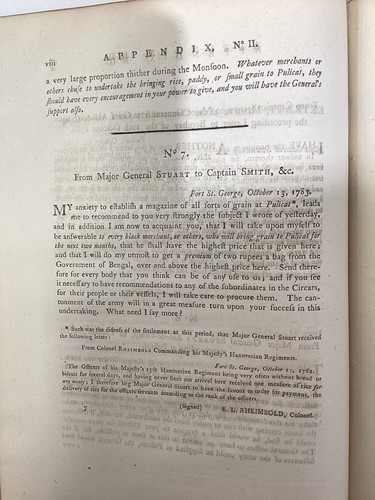 viii
APPENDIX, Nº II.
a very large proportion thither during the Monsoon. Whatever merchants or
others chuse to undertake the bringing rice, paddy, or small grain to Pulicat, they
should have every encouragement in your power to give, and you will have the General's
support also.
Nº 7.
From Major General STUART to Captain SMITH, &c.
Fort St. George, October 13, 1783.
MY anxiety to establish a magazine of all sorts of grain at Pulicat*, leads
me to recommend to you very strongly the subject I wrote of yesterday,
and in addition I am now to acquaint you, that I will take upon myself to
be answerable to every black merchant, or others, who will bring grain to Pulicat for
the next two months, that he shall have the highest price that is given here;
and that I will do my utmost to get a premium of two rupees a bag from the
Government of Bengal, over and above the highest price here. Send there-
fore for every body that you can think can be of any use to us; and if you see
it necessary to have recommendations to any of the subordinates in the Circars,
for their people or their vessels, I will take care to procure them. The can-
tonment of the army will in a great measure turn upon your success in this
undertaking. What need I say more?
* Such was the distress of the settlement at this period, that Major General Stuart received
the following letter:
From Colonel RHEIMBOLD Commanding his Majesty's Hanoverian Regiments.
Fort St. George, October 13, 1782.
The Officers of his Majesty's 15th Hanoverian Regiment being very often without bread or
biscuit for several days, and having never since our arrival here received one measure of rice for
any money; I therefore beg Major General Stuart to have the favour to order for payment, the
delivery of rice for the officers servants according to the rank of the officers.
7
(Signed) E. L. RHEIMBOLD, Colonel.